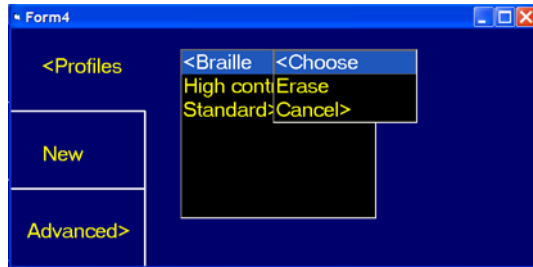 Form4
<Profiles
New
Advanced>
<Braille
High cont
Standard>
<Choose
Erase
Cancel>